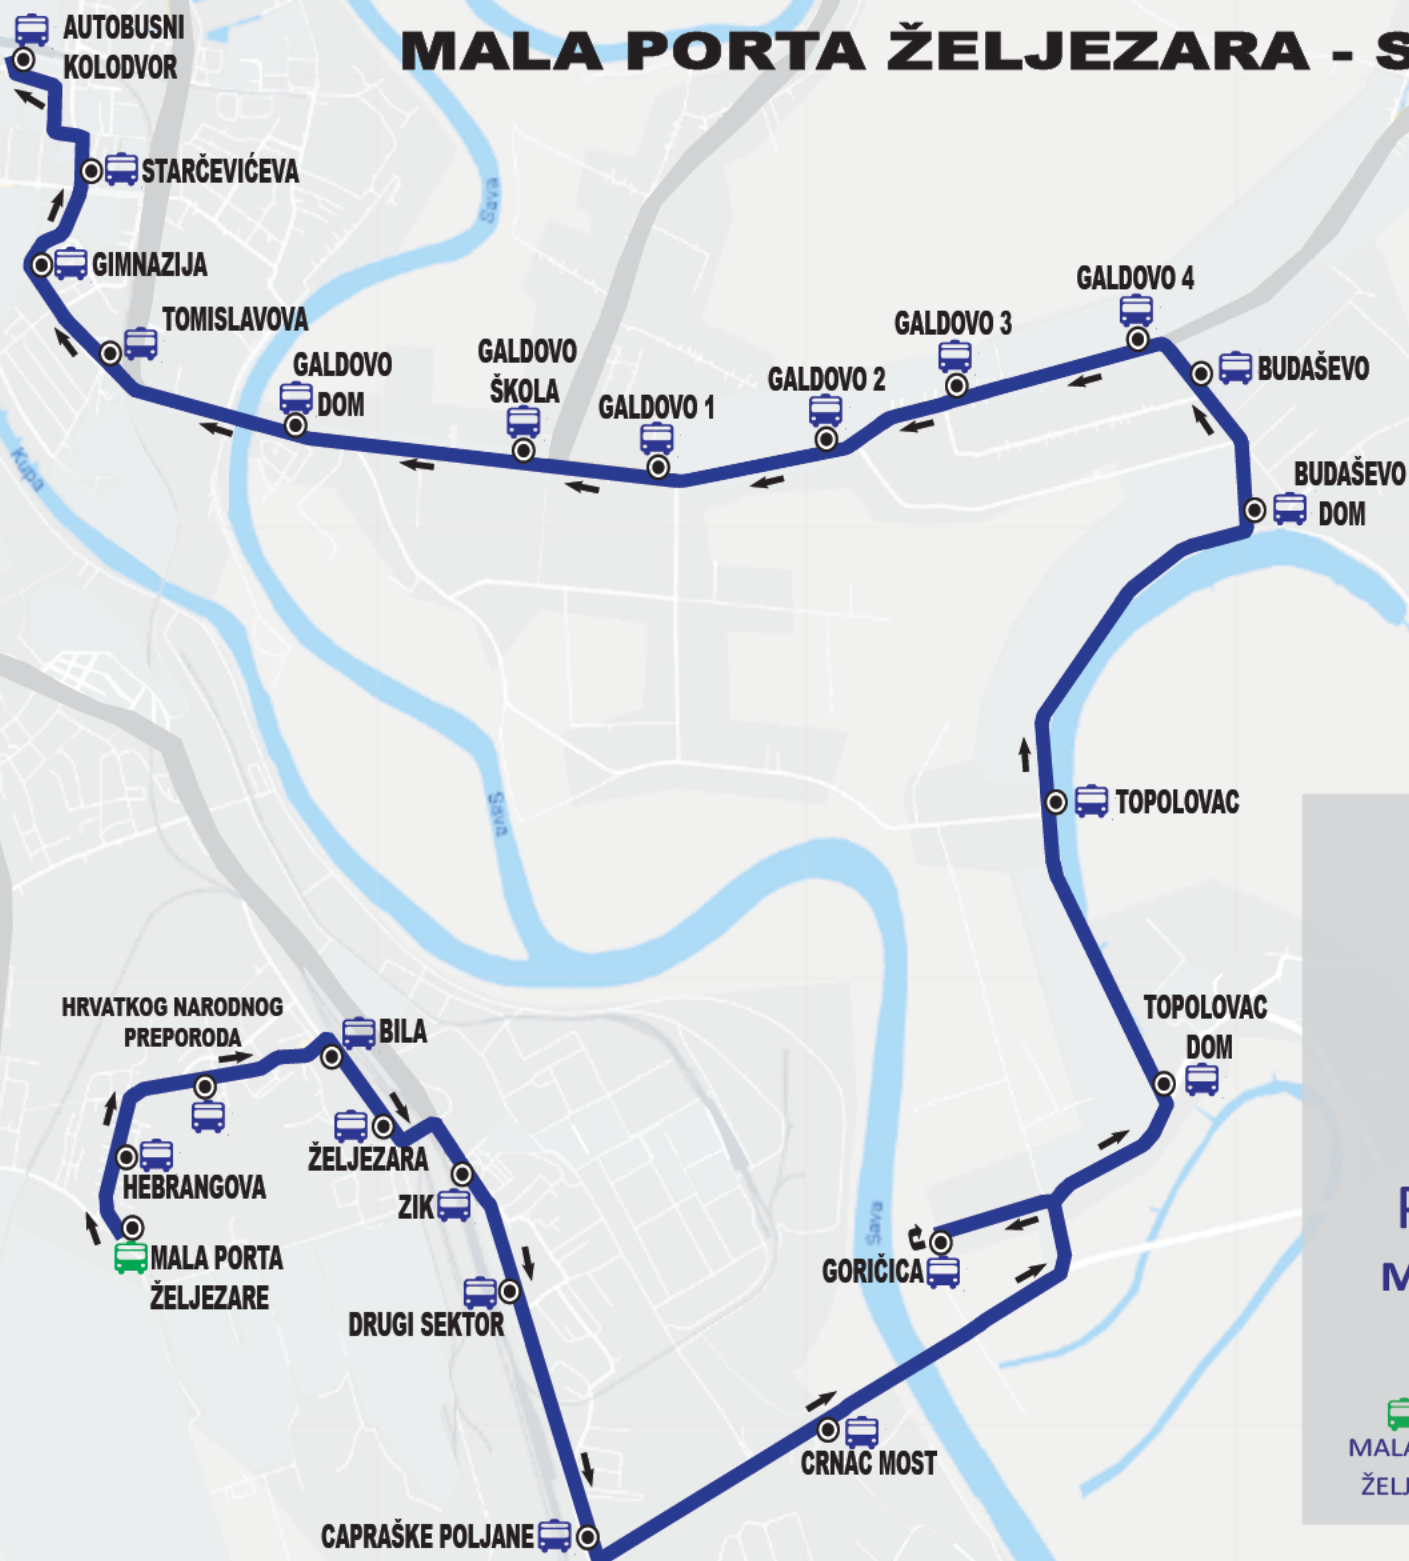 MALA PORTA ŽELJEZARA - S
AUTOBUSNI
KOLODVOR
STARČEVIĆEVA
GIMNAZIJA
TOMISLAVOVA
GALDOVO
DOM
GALDOVO
ŠKOLA
GALDOVO 1
GALDOVO 2
GALDOVO 3
GALDOVO 4
BUDAŠEVO
BUDAŠEVO
DOM
Sava
Kupa
Sava
TOPOLOVAC
TOPOLOVAC
DOM
HRVATKOG NARODNOG
PREPORODA
BILA
ŽELJEZARA
ZIK
HEBRANGOVA
MALA PORTA
ŽELJEZARE
DRUGI SEKTOR
Sava
GORIČICA
CRNAC MOST
CAPRAŠKE POLJANE
M
MALA
ŽELJ